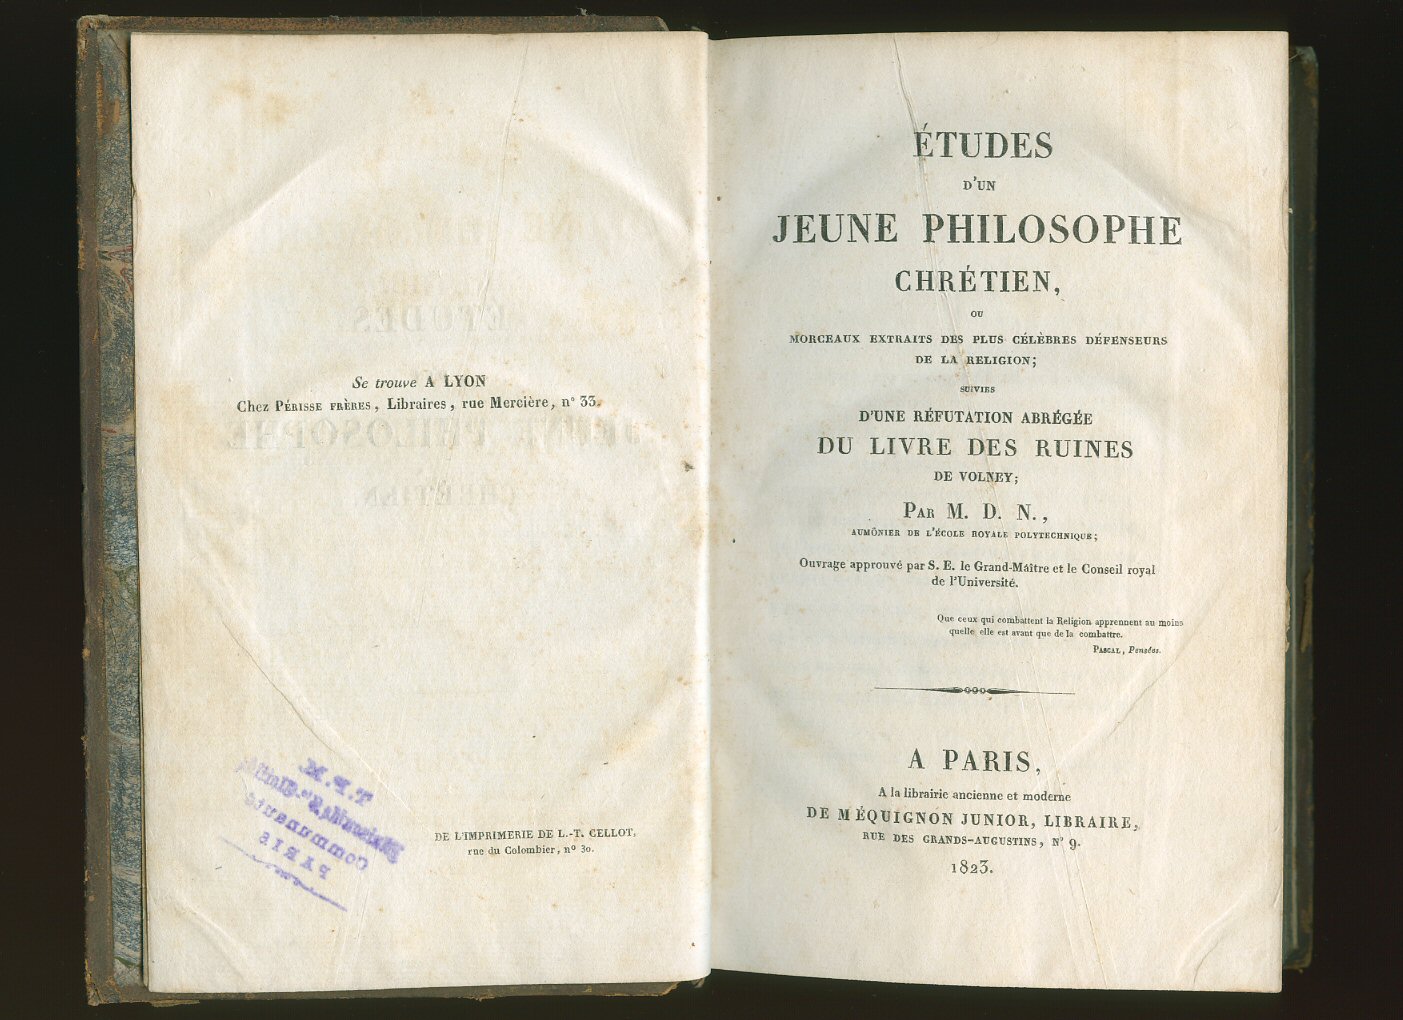 Se trouve A LYON
Chez PÉRISSE FRÈRES, Libraires, rue Mercière, n° 33.
DE L'IMPRIMERIE DE L.-T. CELLOT,
rue du Colombier, n° 30.
M.P.T
Communauté
PARIS
ÉTUDES
D'UN
JEUNE PHILOSOPHE
CHRÉTIEN,
OU
MORCEAUX EXTRAITS DES PLUS CÉLÈBRES DÉFENSEURS
DE LA RELIGION;
SUIVIES
D'UNE RÉFUTATION ABRÉGÉE
DU LIVRE DES RUINES
DE VOLNEY;
PAR M. D. N.,
AUMÔNIER DE L'ÉCOLE ROYALE POLYTECHNIQUE;
Ouvrage approuvé par S. E. le Grand-Maître et le Conseil royal
de l'Université.
Que ceux qui combattent la Religion apprennent au moins
quelle elle est avant que de la combattre.
PASCAL, Pensées.
A PARIS,
A la librairie ancienne et moderne
DE MÉQUIGNON JUNIOR, LIBRAIRE,
RUE DES GRANDS-AUGUSTINS, N° 9.
1823.